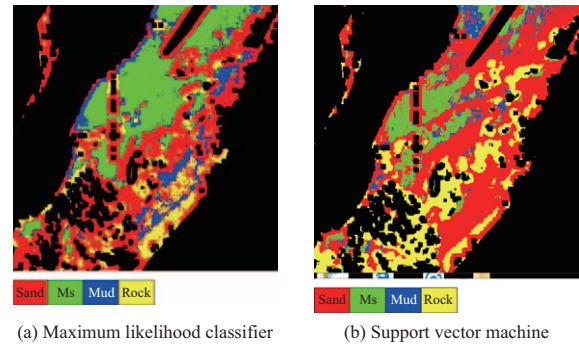 Sand Ms Mud Rock
Sand Ms Mud Rock
(a) Maximum likelihood classifier
(b) Support vector machine